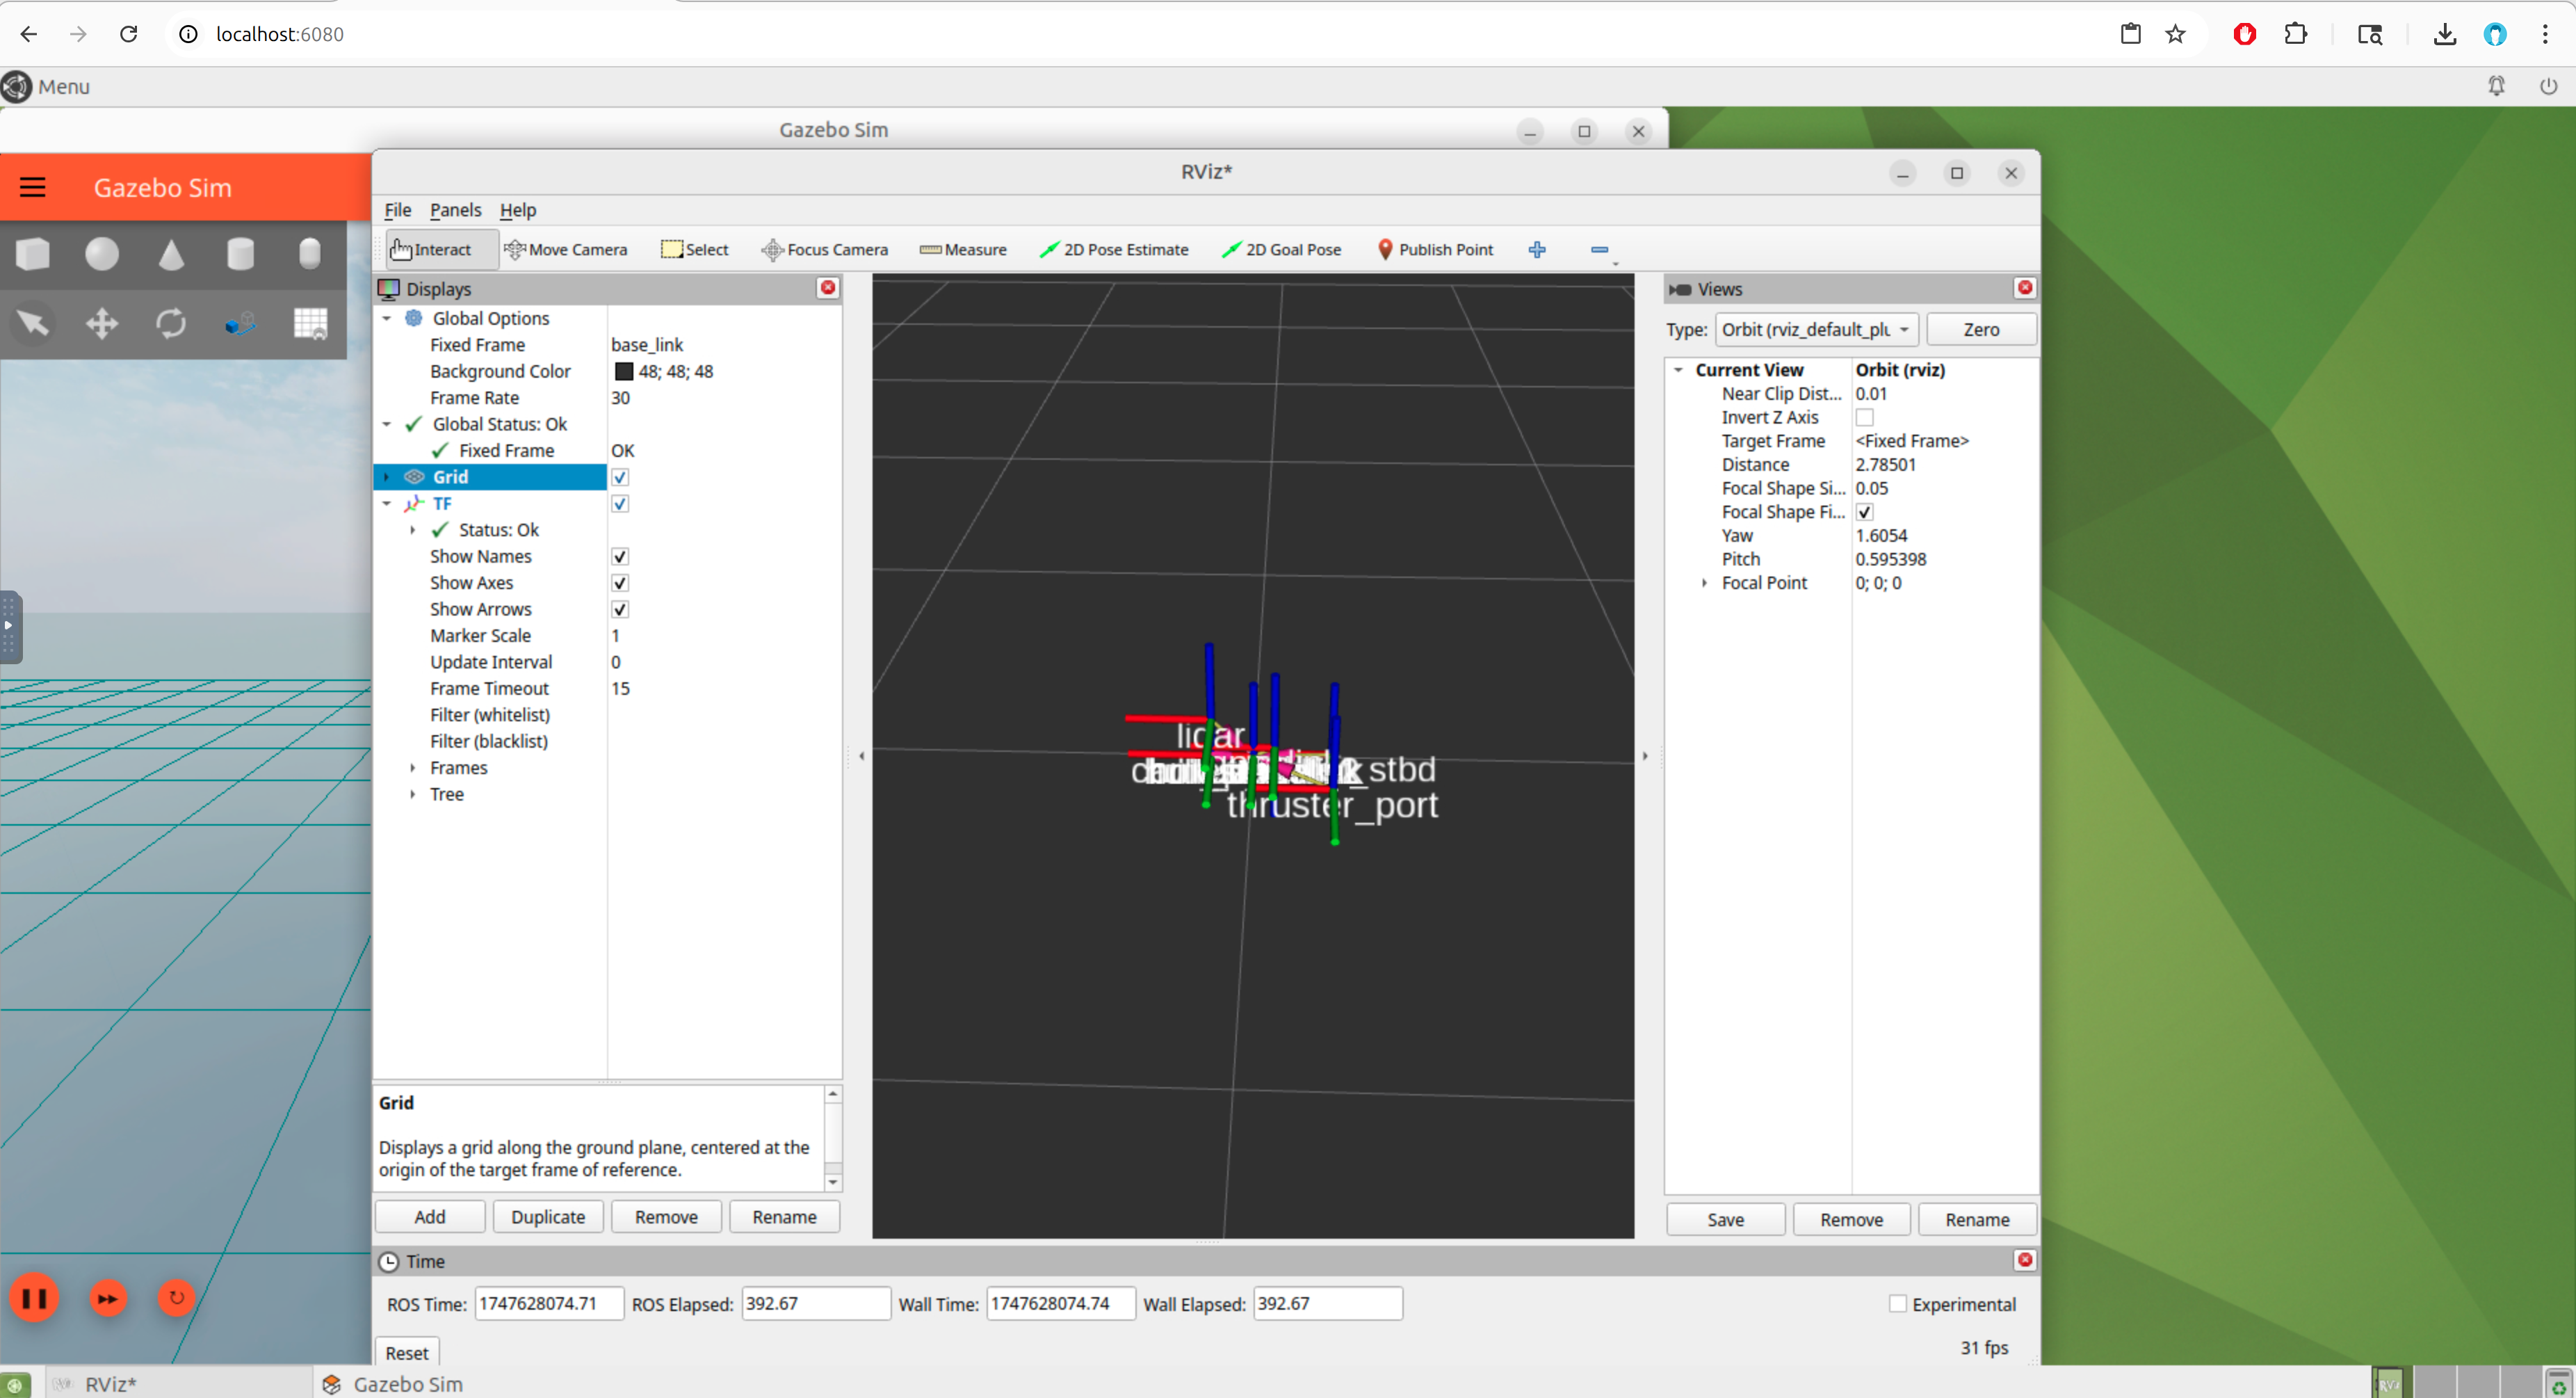 localhost:6080
Menu
Gazebo Sim
Gazebo Sim
RViz*
File Panels Help
Interact Move Camera Select Focus Camera Measure 2D Pose Estimate 2D Goal Pose Publish Point
Displays
Global Options
Fixed Frame base_link
Background Color 48; 48; 48
Frame Rate 30
Global Status: Ok
Fixed Frame OK
Grid
TF
Status: Ok
Show Names
Show Axes
Show Arrows
Marker Scale 1
Update Interval 0
Frame Timeout 15
Filter (whitelist)
Filter (blacklist)
Frames
Tree
Grid
Displays a grid along the ground plane, centered at the
origin of the target frame of reference.
Add Duplicate Remove Rename
lidar
_stbd
thruster_port
Views
Type: Orbit (rviz_default_plu Zero
Current View Orbit (rviz)
Near Clip Dist... 0.01
Invert Z Axis
Target Frame <Fixed Frame>
Distance 2.78501
Focal Shape Si... 0.05
Focal Shape Fi...
Yaw 1.6054
Pitch 0.595398
Focal Point 0; 0; 0
Save Remove Rename
Time
ROS Time: 1747628074.71 ROS Elapsed: 392.67 Wall Time: 1747628074.74 Wall Elapsed: 392.67 Experimental
Reset 31 fps
RViz* Gazebo Sim